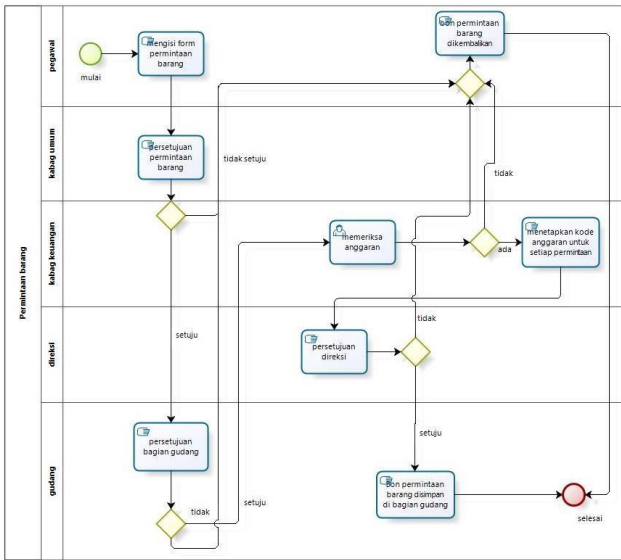 Permintaan barang
pegawai
mulai
mengisi form
permintaan
barang
bon permintaan
barang
dikembalikan
kabag umum
persetujuan
permintaan
barang
tidak setuju
tidak
kabag keuangan
memeriksa
anggaran
ada
menetapkan kode
anggaran untuk
setiap permintaan
setuju
tidak
direksi
persetujuan
direksi
setuju
gudang
persetujuan
bagian gudang
tidak
setuju
bon permintaan
barang disimpan
di bagian gudang
selesai